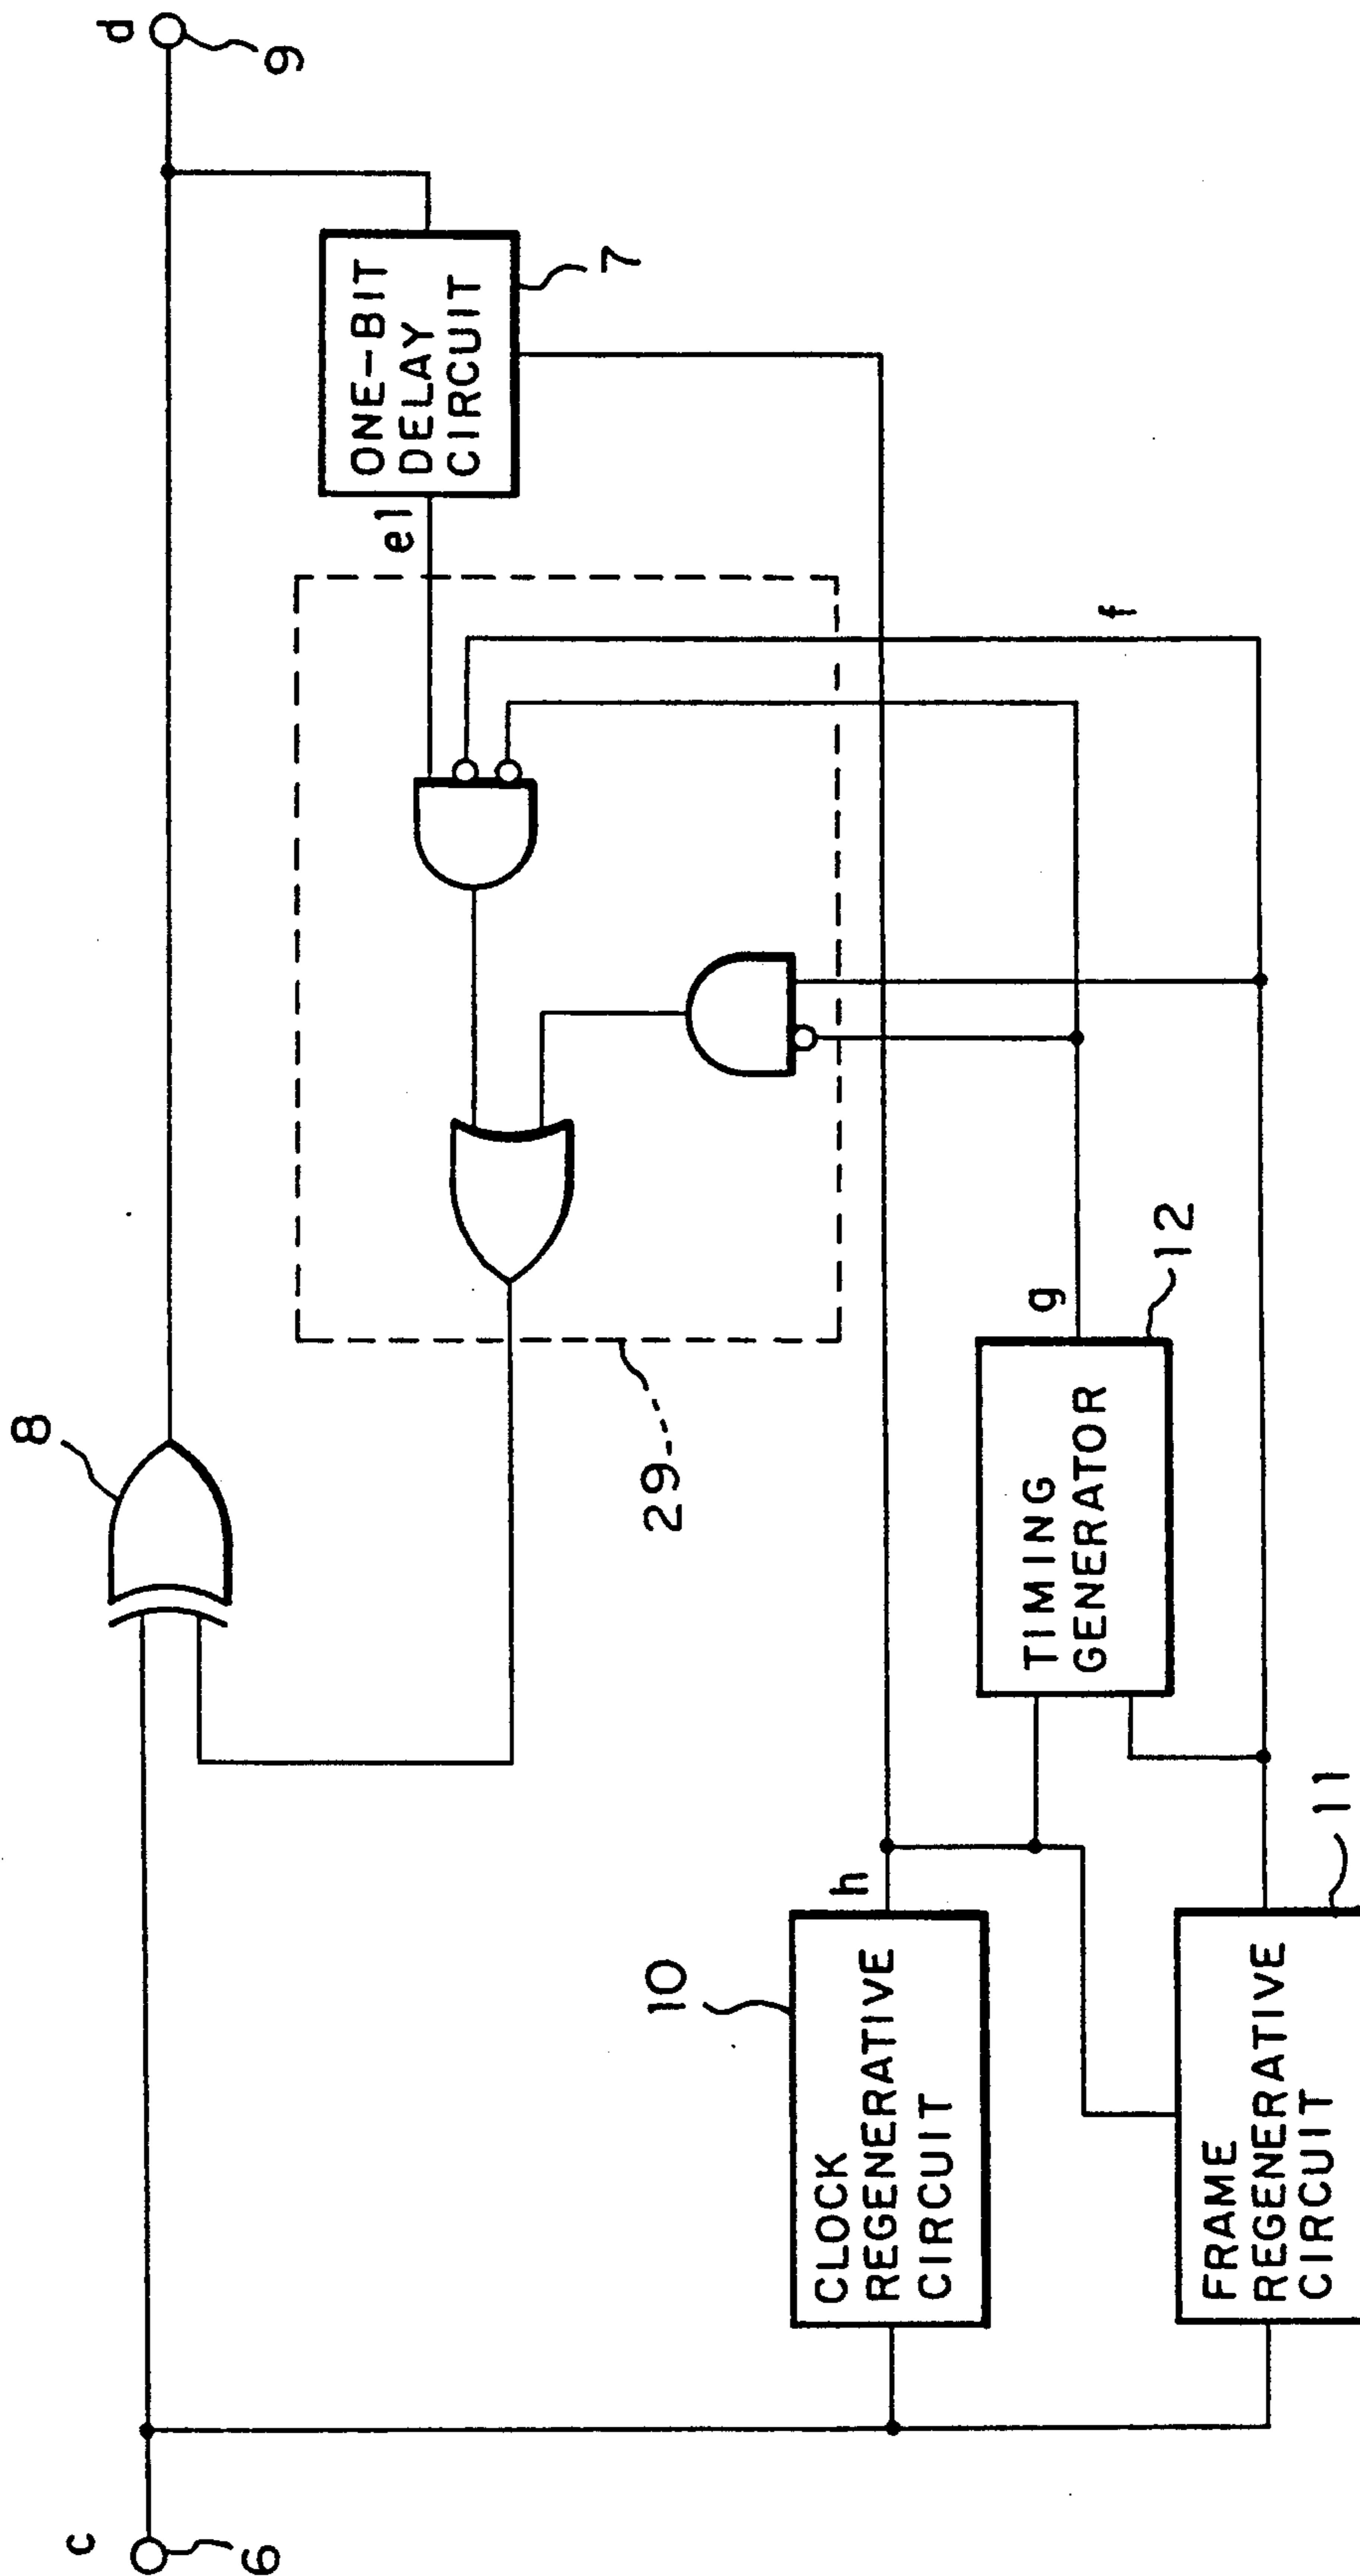 c
6
8
d
9
ONE-BIT
DELAY
CIRCUIT
7
e1
29
f
g
12
TIMING
GENERATOR
h
10
CLOCK
REGENERATIVE
CIRCUIT
11
FRAME
REGENERATIVE
CIRCUIT